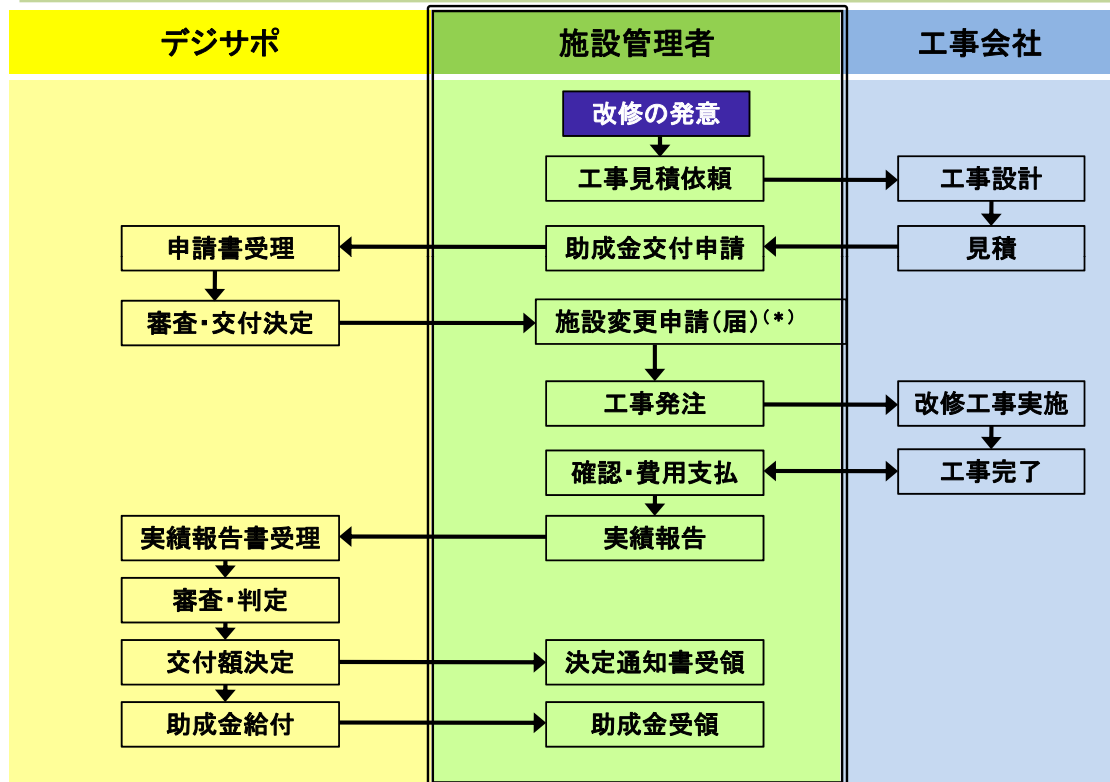 デジサポ
施設管理者
工事会社
改修の発意
工事見積依頼
工事設計
申請書受理
助成金交付申請
見積
審査・交付決定
施設変更申請(届)(*)
工事発注
改修工事実施
確認・費用支払
工事完了
実績報告書受理
実績報告
審査・判定
交付額決定
決定通知書受領
助成金給付
助成金受領